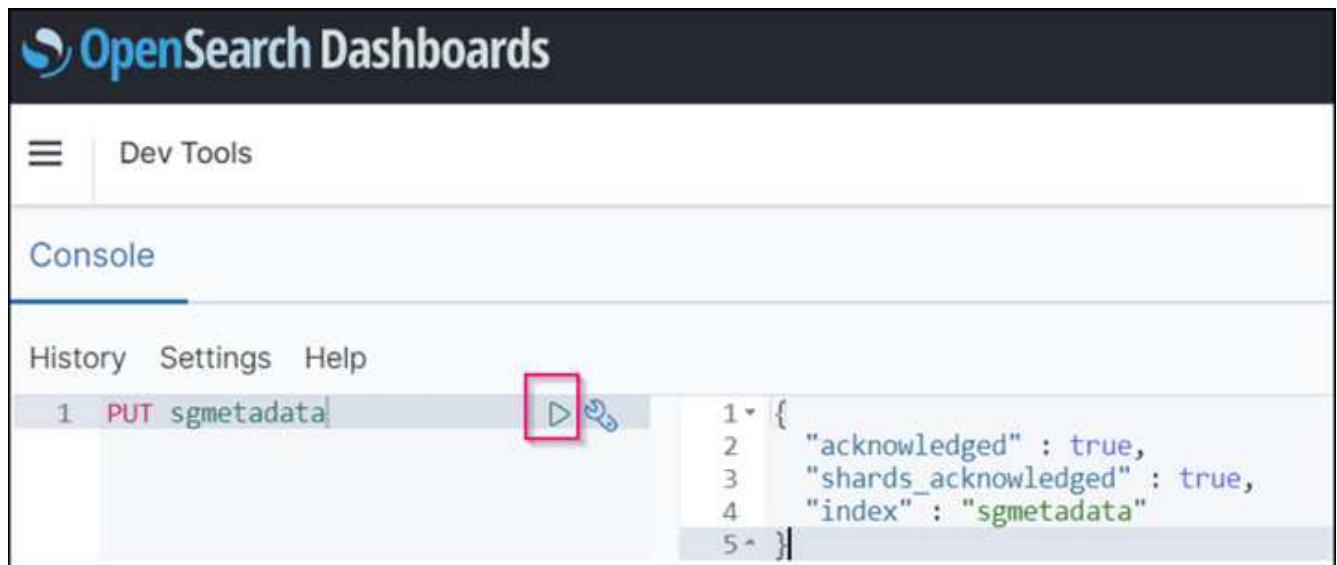 OpenSearch Dashboards
Dev Tools
Console
History Settings Help
1 PUT sgmetadata
1 {
2 "acknowledged" : true,
3 "shards_acknowledged" : true,
4 "index" : "sgmetadata"
5 }